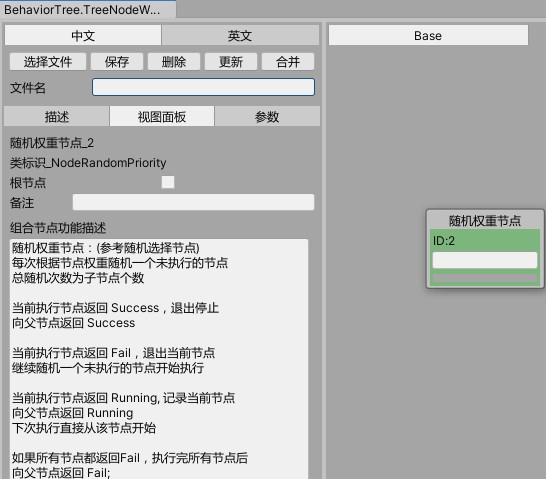 BehaviorTree.TreeNodeW...
中文
英文
Base
选择文件
保存
删除
更新
合并
文件名
描述
视图面板
参数
随机权重节点_2
类标识_NodeRandomPriority
根节点
备注
组合节点功能描述
随机权重节点：(参考随机选择节点)
每次根据节点权重随机一个未执行的节点
总随机次数为子节点个数
当前执行节点返回 Success，退出停止
向父节点返回 Success
当前执行节点返回 Fail，退出当前节点
继续随机一个未执行的节点开始执行
当前执行节点返回 Running, 记录当前节点
向父节点返回 Running
下次执行直接从该节点开始
如果所有节点都返回Fail，执行完所有节点后
向父节点返回 Fail;
随机权重节点
ID:2